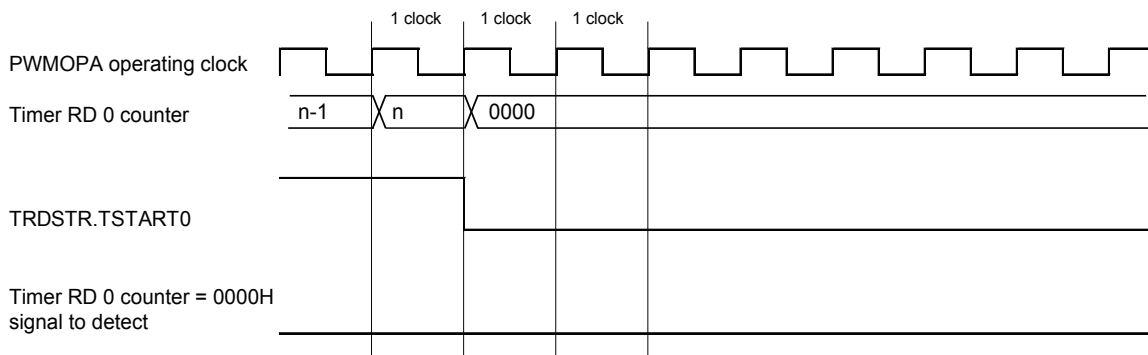 1 clock 1 clock 1 clock
PWMOPA operating clock
Timer RD 0 counter n-1 n 0000
TRDSTR.TSTART0
Timer RD 0 counter = 0000H
signal to detect